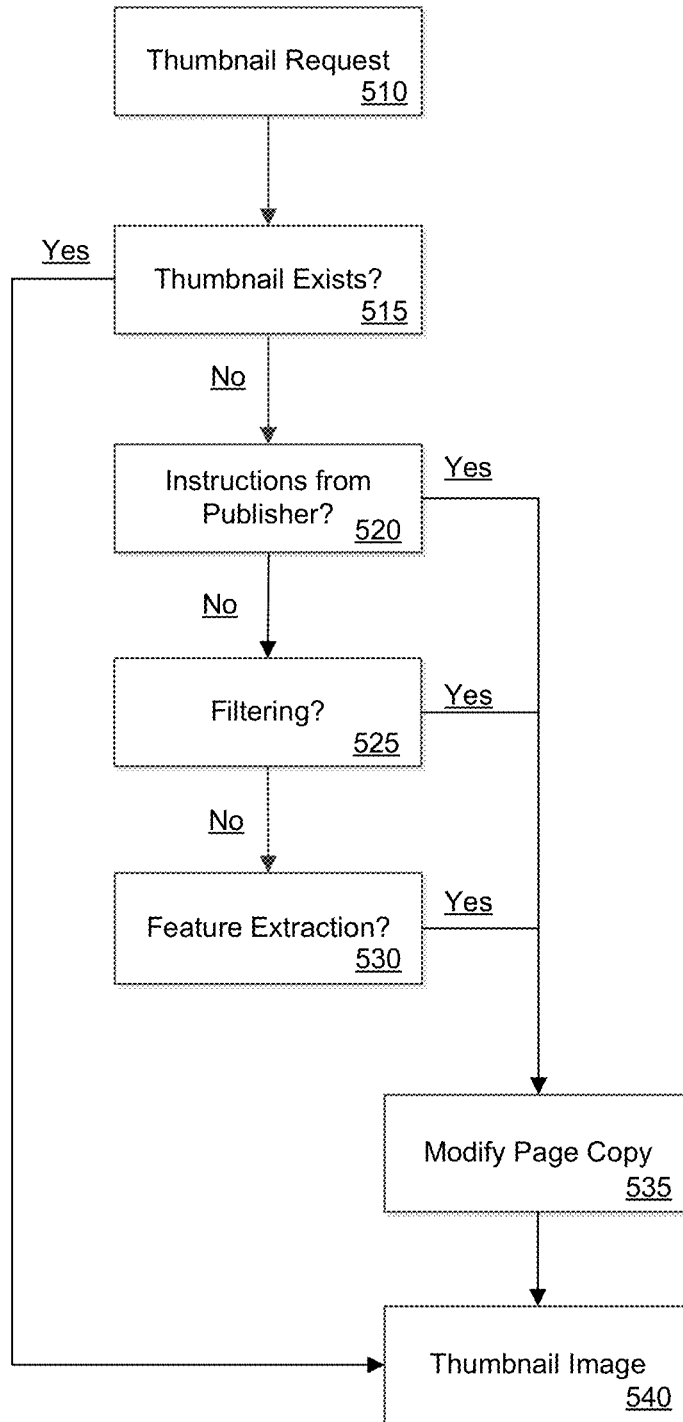 Thumbnail Request
510
Yes
Thumbnail Exists?
515
No
Instructions from
Publisher?
520
Yes
No
Filtering?
525
Yes
No
Feature Extraction?
530
Yes
Modify Page Copy
535
Thumbnail Image
540